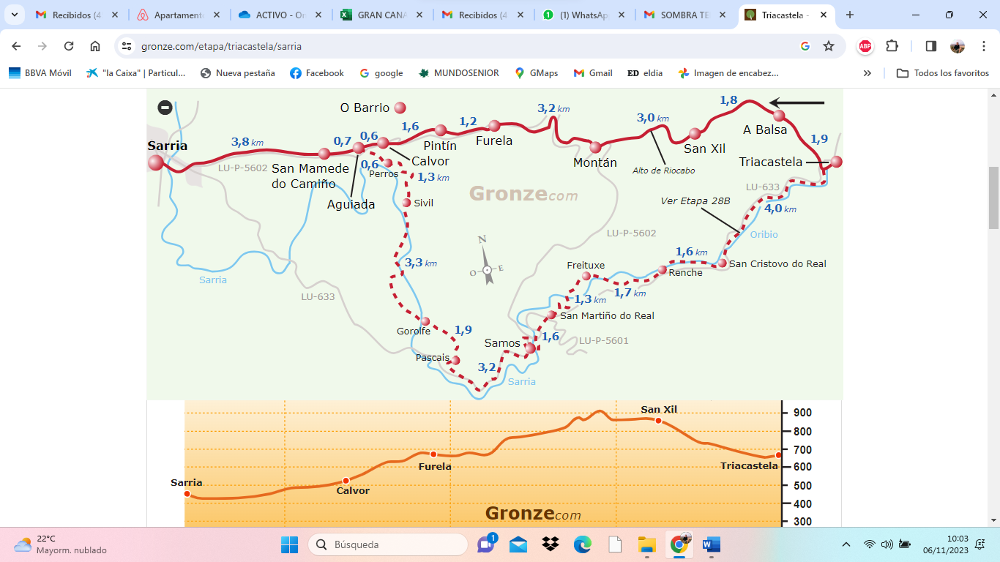 Recibidos (4
Apartament
ACTIVO - On
GRAN CANA
Recibidos (4
(1) WhatsAp
SOMBRA TE
Triacastela -
gronze.com/etapa/triacastela/sarria
ABP
BBVA Móvil
"la Caixa" | Particul...
Nueva pestaña
Facebook
google
MUNDOSENIOR
GMaps
Gmail
ED eldia
Imagen de encabez...
Todos los favoritos
O Barrio
Sarria
3,8 km
LU-P-5602
San Mamede
do Camiño
0,7
0,6
Aguiada
Calvor
1,6
Pintín
1,2
Furela
3,2 km
Montán
3,0 km
Alto de Riocabo
San Xil
1,8
A Balsa
1,9
Triacastela
0,6
Perros
1,3 km
Sivil
Gronze.com
LU-633
Ver Etapa 28B
4,0 km
Oribio
LU-P-5602
N
O
E
3,3 km
Sarria
LU-633
1,6 km
San Cristovo do Real
Renche
Freituxe
1,7 km
1,3 km
San Martiño do Real
LU-P-5601
1,6
Samos
Gorolfe
1,9
Pascais
3,2
Sarria
San Xil
Furela
Triacastela
Sarria
Calvor
Gronze.com
900
800
700
600
500
400
300
22°C
Mayorm. nublado
Búsqueda
1
W
10:03
06/11/2023